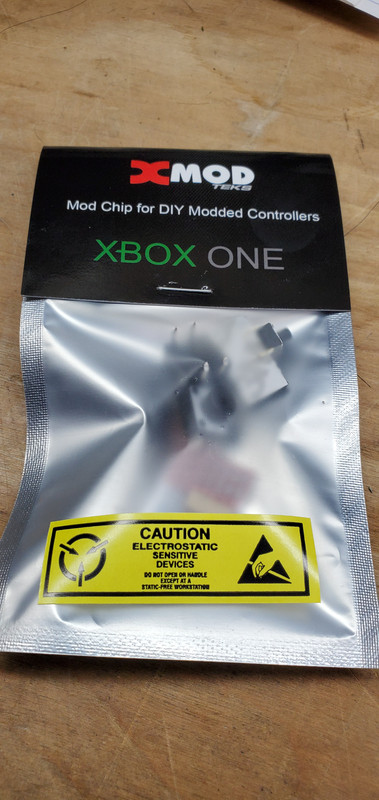 XMOD
TEKS
Mod Chip for DIY Modded Controllers
XBOX ONE
CAUTION
ELECTROSTATIC
SENSITIVE
DEVICES
DO NOT OPEN OR HANDLE
EXCEPT AT A
STATIC-FREE WORKSTATION